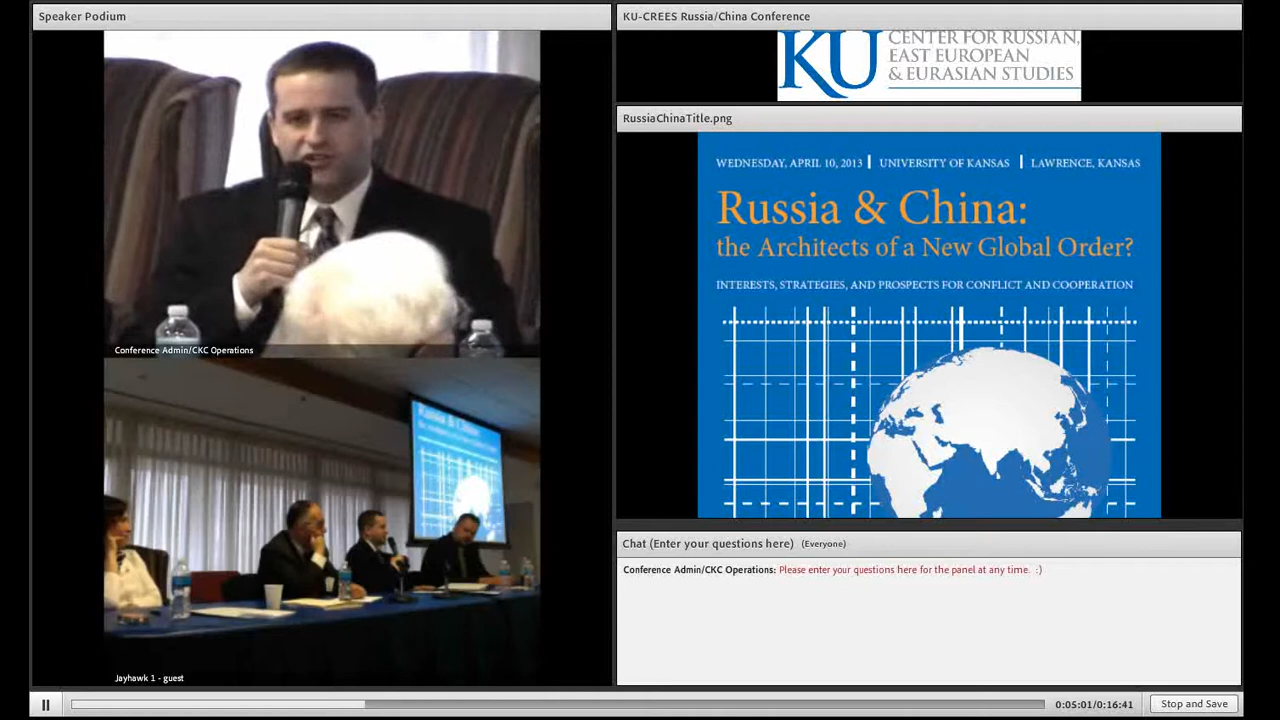 Speaker Podium
Conference Admin/CKC Operations
Russia & China:
Jayhawk 1 - guest
KU-CREES Russia/China Conference
KU
CENTER FOR RUSSIAN,
EAST EUROPEAN
& EURASIAN STUDIES
RussiaChinaTitle.png
WEDNESDAY, APRIL 10, 2013 | UNIVERSITY OF KANSAS | LAWRENCE, KANSAS
Russia & China:
the Architects of a New Global Order?
INTERESTS, STRATEGIES, AND PROSPECTS FOR CONFLICT AND COOPERATION
Chat (Enter your questions here) (Everyone)
Conference Admin/CKC Operations: Please enter your questions here for the panel at any time. :)
0:05:01/0:16:41
Stop and Save